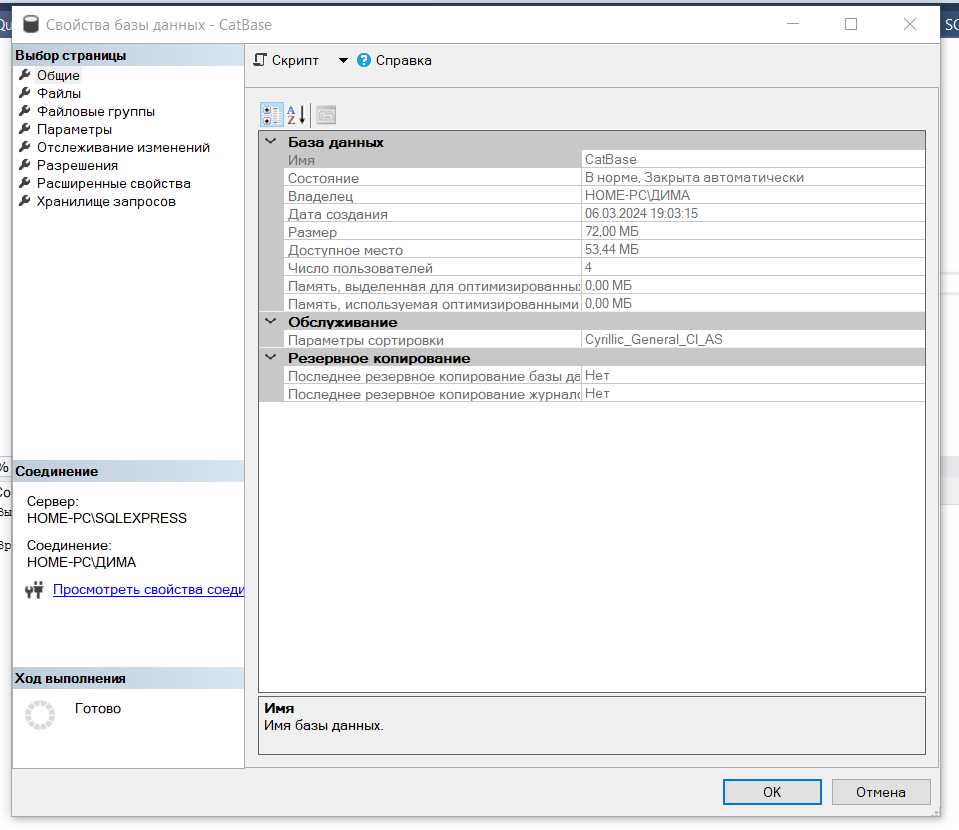 Свойства базы данных - CatBase
Выбор страницы
Общие
Файлы
Файловые группы
Параметры
Отслеживание изменений
Разрешения
Расширенные свойства
Хранилище запросов
Скрипт
Справка
База данных
Имя CatBase
Состояние В норме, Закрыта автоматически
Владелец HOME-PC\ДИМА
Дата создания 06.03.2024 19:03:15
Размер 72,00 МБ
Доступное место 53,44 МБ
Число пользователей 4
Память, выделенная для оптимизированны 0,00 МБ
Память, используемая оптимизированными 0,00 МБ
Обслуживание
Параметры сортировки Cyrillic_General_CI_AS
Резервное копирование
Последнее резервное копирование базы да Нет
Последнее резервное копирование журнал Нет
Соединение
Сервер:
HOME-PC\SQLEXPRESS
Соединение:
HOME-PC\ДИМА
Просмотреть свойства соеди
Ход выполнения
Готово
Имя
Имя базы данных.
OK
Отмена